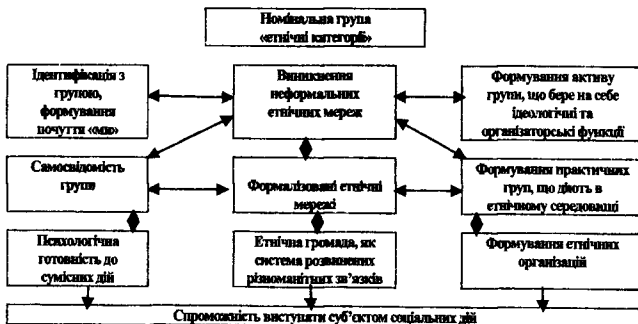 Номінальна група
«етнічні категорії»
Ідентифікація з
групою,
формування
почуття «ми»
Виникнення
неформальних
етнічних мереж
Формування активу
групи, що бере на себе
ідеологічні та
організаторські функції
Самосвідомість
групи
Формалізовані етнічні
мережі
Формування практичних
груп, що діють в
етнічному середовищі
Психологічна
готовність до
сумісних дій
Етнічна громада, як
система розвинених
різноманітних зв’язків
Формування етнічних
організацій
Спроможність виступати суб’єктом соціальних дій